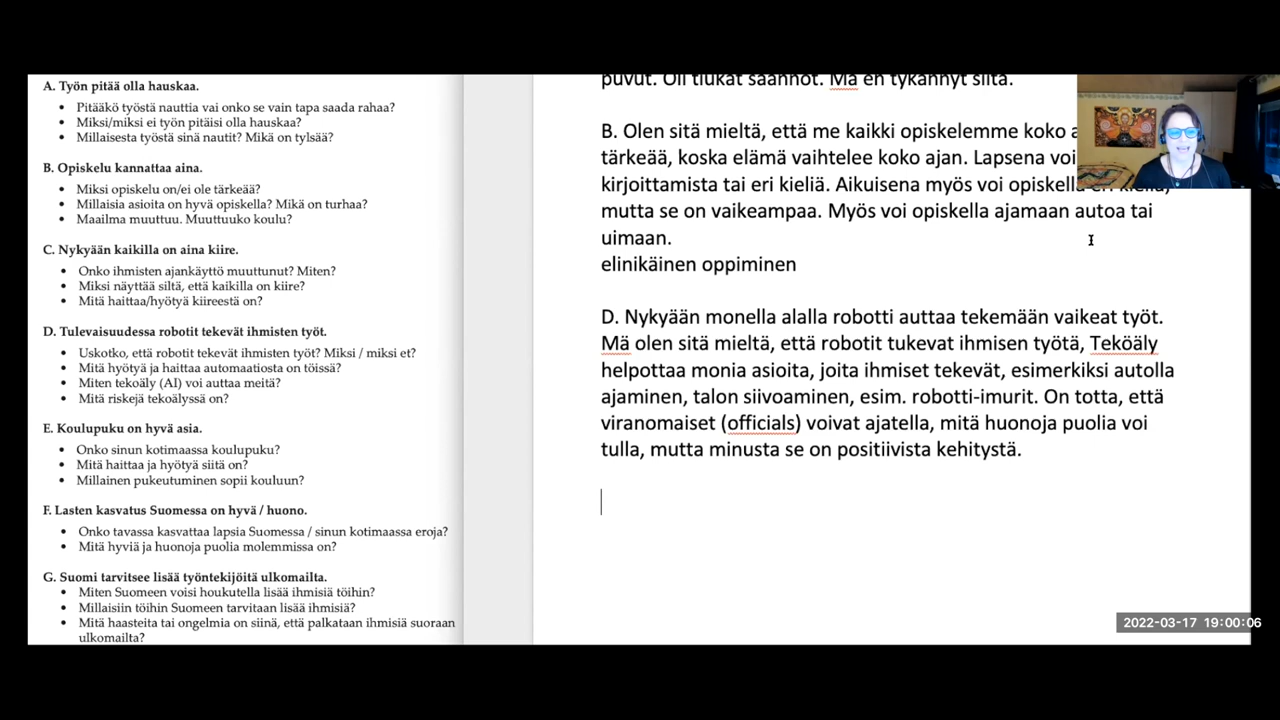 A. Työn pitää olla hauskaa.
• Pitääkö työstä nauttia vai onko se vain tapa saada rahaa?
• Miksi/miksi ei työn pitäisi olla hauskaa?
• Millaisesta työstä sinä nautit? Mikä on tylsää?
B. Opiskelu kannattaa aina.
• Miksi opiskelu on/ei ole tärkeää?
• Millaisia asioita on hyvä opiskella? Mikä on turhaa?
• Maailma muuttuu. Muuttuuko koulu?
C. Nykyään kaikilla on aina kiire.
• Onko ihmisten ajankäyttö muuttunut? Miten?
• Miksi näyttää siltä, että kaikilla on kiire?
• Mitä haittaa/hyötyä kiireestä on?
D. Tulevaisuudessa robotit tekevät ihmisten työt.
• Uskotko, että robotit tekevät ihmisten työt? Miksi / miksi et?
• Mitä hyötyä ja haittaa automaatiosta on töissä?
• Miten tekoäly (AI) voi auttaa meitä?
• Mitä riskejä tekoälyssä on?
E. Koulupuku on hyvä asia.
• Onko sinun kotimaassa koulupuku?
• Mitä haittaa ja hyötyä siitä on?
• Millainen pukeutuminen sopii kouluun?
F. Lasten kasvatus Suomessa on hyvä / huono.
• Onko tavassa kasvattaa lapsia Suomessa / sinun kotimaassa eroja?
• Mitä hyviä ja huonoja puolia molemmissa on?
G. Suomi tarvitsee lisää työntekijöitä ulkomailta.
• Miten Suomeen voisi houkutella lisää ihmisiä töihin?
• Millaisiin töihin Suomeen tarvitaan lisää ihmisiä?
• Mitä haasteita tai ongelmia on siinä, että palkataan ihmisiä suoraan
ulkomailta?
puvut. Oli tiukat säännöt. Mä en tykännyt siitä.
B. Olen sitä mieltä, että me kaikki opiskelemme koko
tärkeää, koska elämä vaihtelee koko ajan. Lapsena voi
kirjoittamista tai eri kieliä. Aikuisena myös voi opiskella eri kieliä,
mutta se on vaikeampaa. Myös voi opiskella ajamaan autoa tai
uimaan.
elinikäinen oppiminen
D. Nykyään monella alalla robotti auttaa tekemään vaikeat työt.
Mä olen sitä mieltä, että robotit tukevat ihmisen työtä, Teköäly
helpottaa monia asioita, joita ihmiset tekevät, esimerkiksi autolla
ajaminen, talon siivoaminen, esim. robotti-imurit. On totta, että
viranomaiset (officials) voivat ajatella, mitä huonoja puolia voi
tulla, mutta minusta se on positiivista kehitystä.
2022-03-17 19:00:06